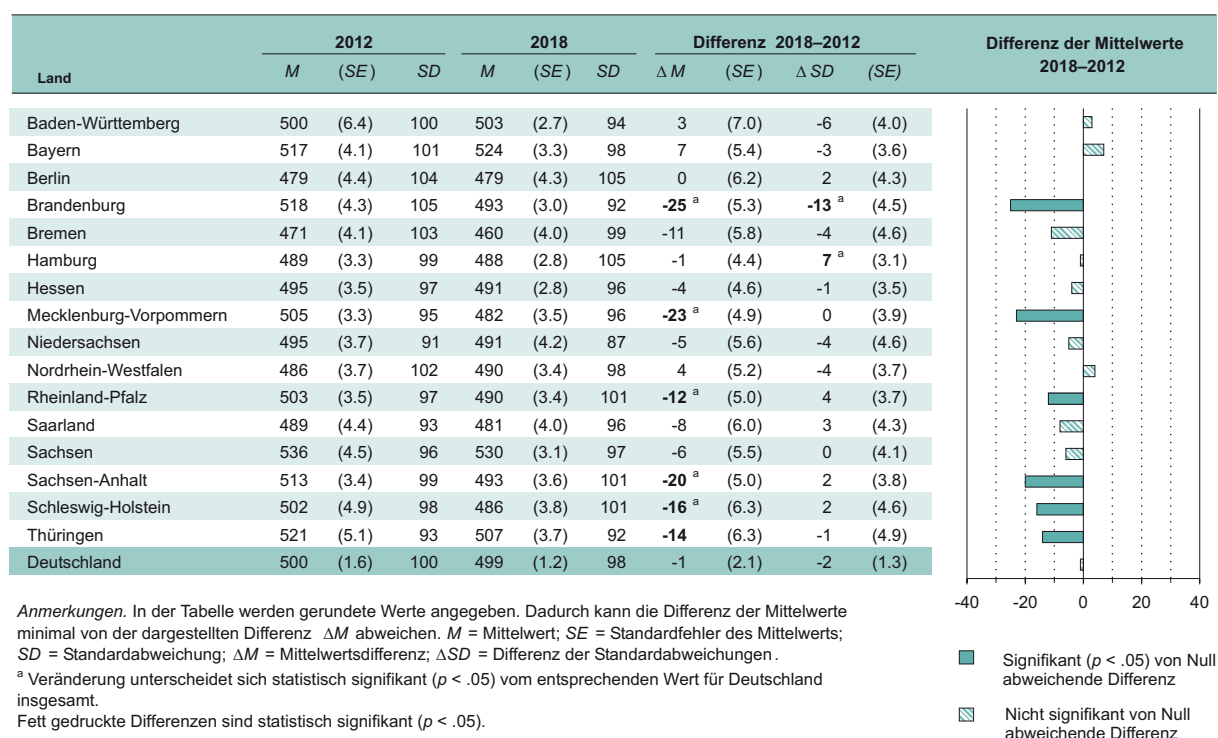 2012 2018 Differenz 2018–2012 Differenz der Mittelwerte
2018–2012
Land M (SE) SD M (SE) SD Δ M (SE) Δ SD (SE)
Baden-Württemberg 500 (6.4) 100 503 (2.7) 94 3 (7.0) -6 (4.0)
Bayern 517 (4.1) 101 524 (3.3) 98 7 (5.4) -3 (3.6)
Berlin 479 (4.4) 104 479 (4.3) 105 0 (6.2) 2 (4.3)
Brandenburg 518 (4.3) 105 493 (3.0) 92 -25 a (5.3) -13 a (4.5)
Bremen 471 (4.1) 103 460 (4.0) 99 -11 (5.8) -4 (4.6)
Hamburg 489 (3.3) 99 488 (2.8) 105 -1 (4.4) 7 a (3.1)
Hessen 495 (3.5) 97 491 (2.8) 96 -4 (4.6) -1 (3.5)
Mecklenburg-Vorpommern 505 (3.3) 95 482 (3.5) 96 -23 a (4.9) 0 (3.9)
Niedersachsen 495 (3.7) 91 491 (4.2) 87 -5 (5.6) -4 (4.6)
Nordrhein-Westfalen 486 (3.7) 102 490 (3.4) 98 4 (5.2) -4 (3.7)
Rheinland-Pfalz 503 (3.5) 97 490 (3.4) 101 -12 a (5.0) 4 (3.7)
Saarland 489 (4.4) 93 481 (4.0) 96 -8 (6.0) 3 (4.3)
Sachsen 536 (4.5) 96 530 (3.1) 97 -6 (5.5) 0 (4.1)
Sachsen-Anhalt 513 (3.4) 99 493 (3.6) 101 -20 a (5.0) 2 (3.8)
Schleswig-Holstein 502 (4.9) 98 486 (3.8) 101 -16 a (6.3) 2 (4.6)
Thüringen 521 (5.1) 93 507 (3.7) 92 -14 (6.3) -1 (4.9)
Deutschland 500 (1.6) 100 499 (1.2) 98 -1 (2.1) -2 (1.3)
-40 -20 0 20 40
Anmerkungen. In der Tabelle werden gerundete Werte angegeben. Dadurch kann die Differenz der Mittelwerte
minimal von der dargestellten Differenz ΔM abweichen. M = Mittelwert; SE = Standardfehler des Mittelwerts;
SD = Standardabweichung; ΔM = Mittelwertsdifferenz; ΔSD = Differenz der Standardabweichungen.
a Veränderung unterscheidet sich statistisch signifikant (p < .05) vom entsprechenden Wert für Deutschland
insgesamt.
Fett gedruckte Differenzen sind statistisch signifikant (p < .05).
Signifikant (p < .05) von Null
abweichende Differenz
Nicht signifikant von Null
abweichende Differenz